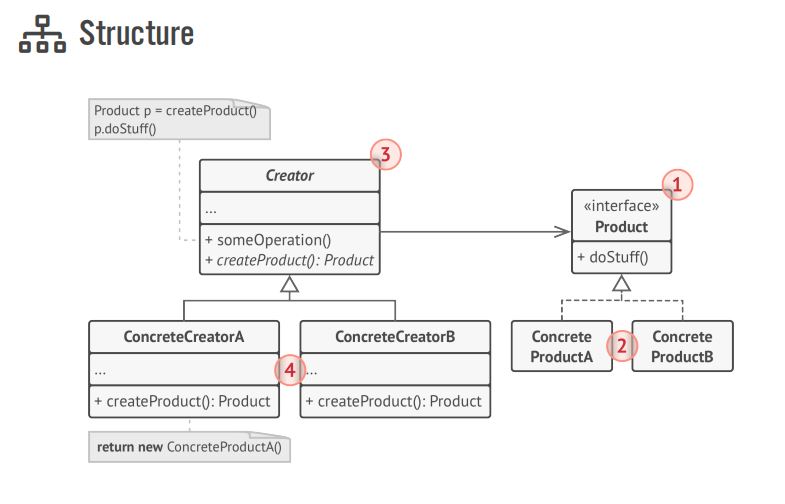 Structure
Product p = createProduct()
p.doStuff()
3
Creator
...
+ someOperation()
+ createProduct(): Product
1
«interface»
Product
+ doStuff()
ConcreteCreatorA
...
+ createProduct(): Product
4
ConcreteCreatorB
...
+ createProduct(): Product
Concrete
ProductA
2
Concrete
ProductB
return new ConcreteProductA()